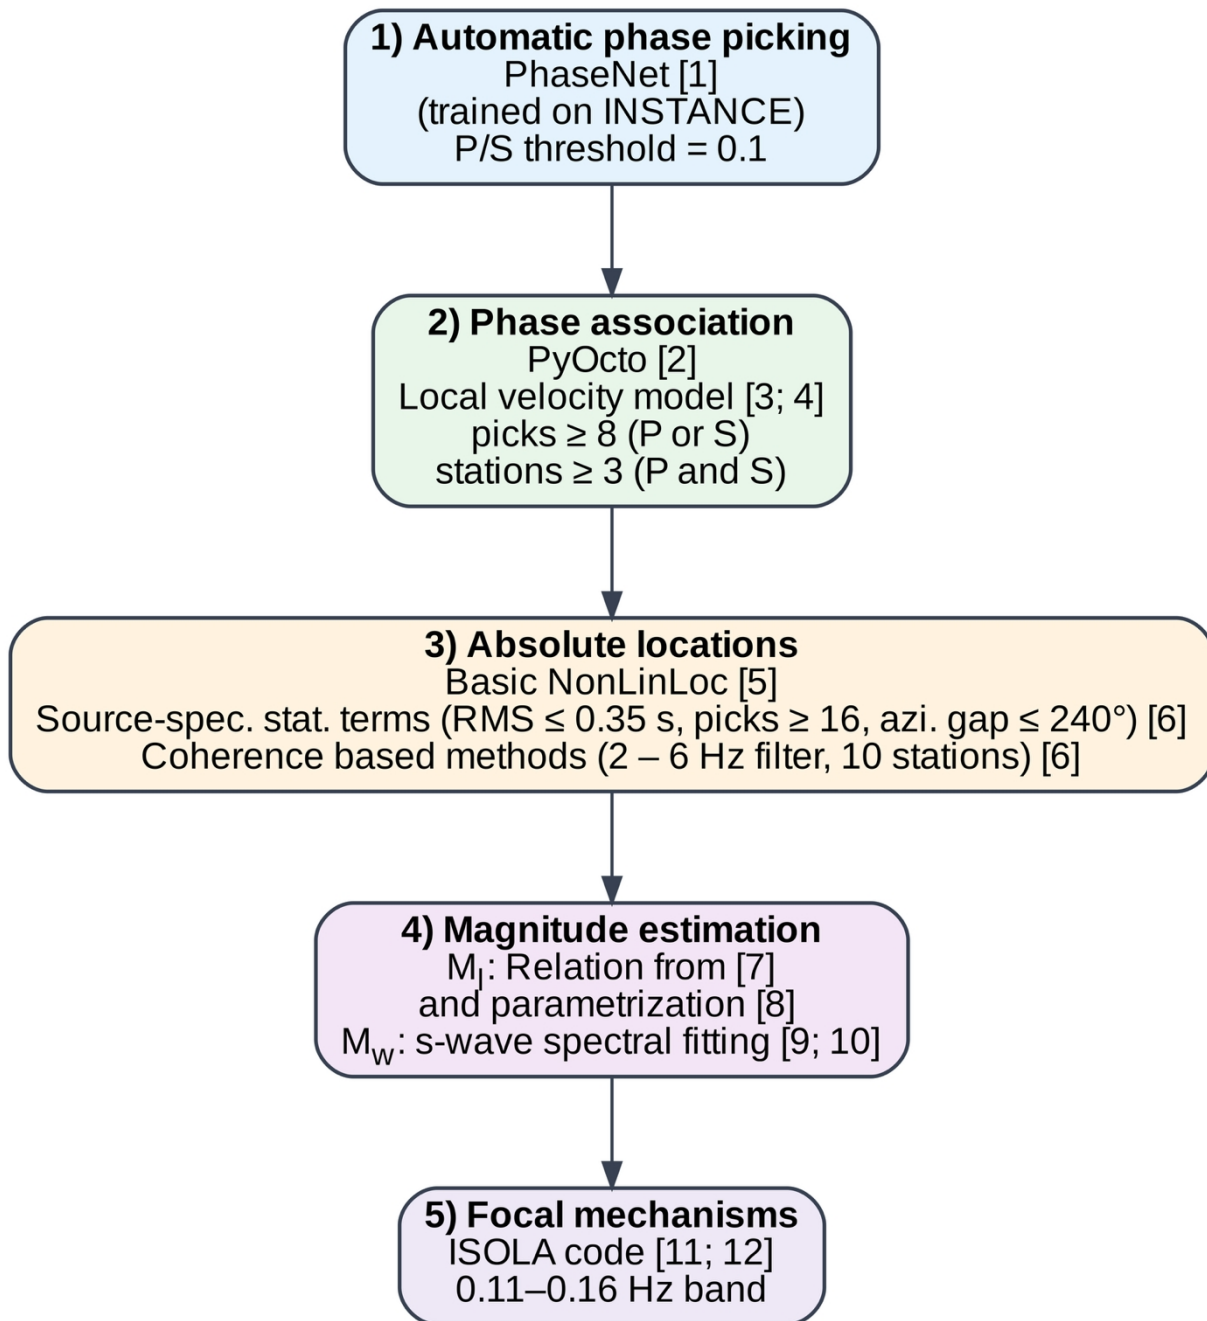 1) Automatic phase picking
PhaseNet [1]
(trained on INSTANCE)
P/S threshold = 0.1
2) Phase association
PyOcto [2]
Local velocity model [3; 4]
picks ≥ 8 (P or S)
stations ≥ 3 (P and S)
3) Absolute locations
Basic NonLinLoc [5]
Source-spec. stat. terms (RMS ≤ 0.35 s, picks ≥ 16, azi. gap ≤ 240°) [6]
Coherence based methods (2 – 6 Hz filter, 10 stations) [6]
4) Magnitude estimation
Ml: Relation from [7]
and parametrization [8]
Mw: s-wave spectral fitting [9; 10]
5) Focal mechanisms
ISOLA code [11; 12]
0.11–0.16 Hz band